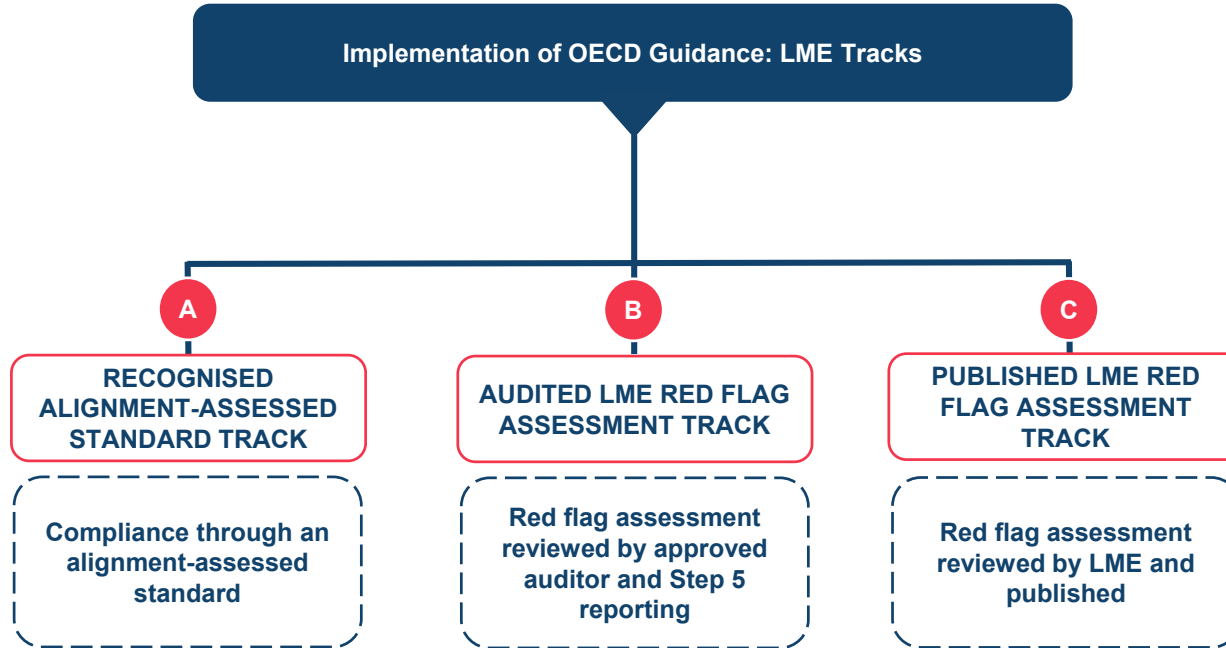 Implementation of OECD Guidance: LME Tracks
A
B
C
RECOGNISED
ALIGNMENT-ASSESSED
STANDARD TRACK
AUDITED LME RED FLAG
ASSESSMENT TRACK
PUBLISHED LME RED
FLAG ASSESSMENT
TRACK
Compliance through an
alignment-assessed
standard
Red flag assessment
reviewed by approved
auditor and Step 5
reporting
Red flag assessment
reviewed by LME and
published